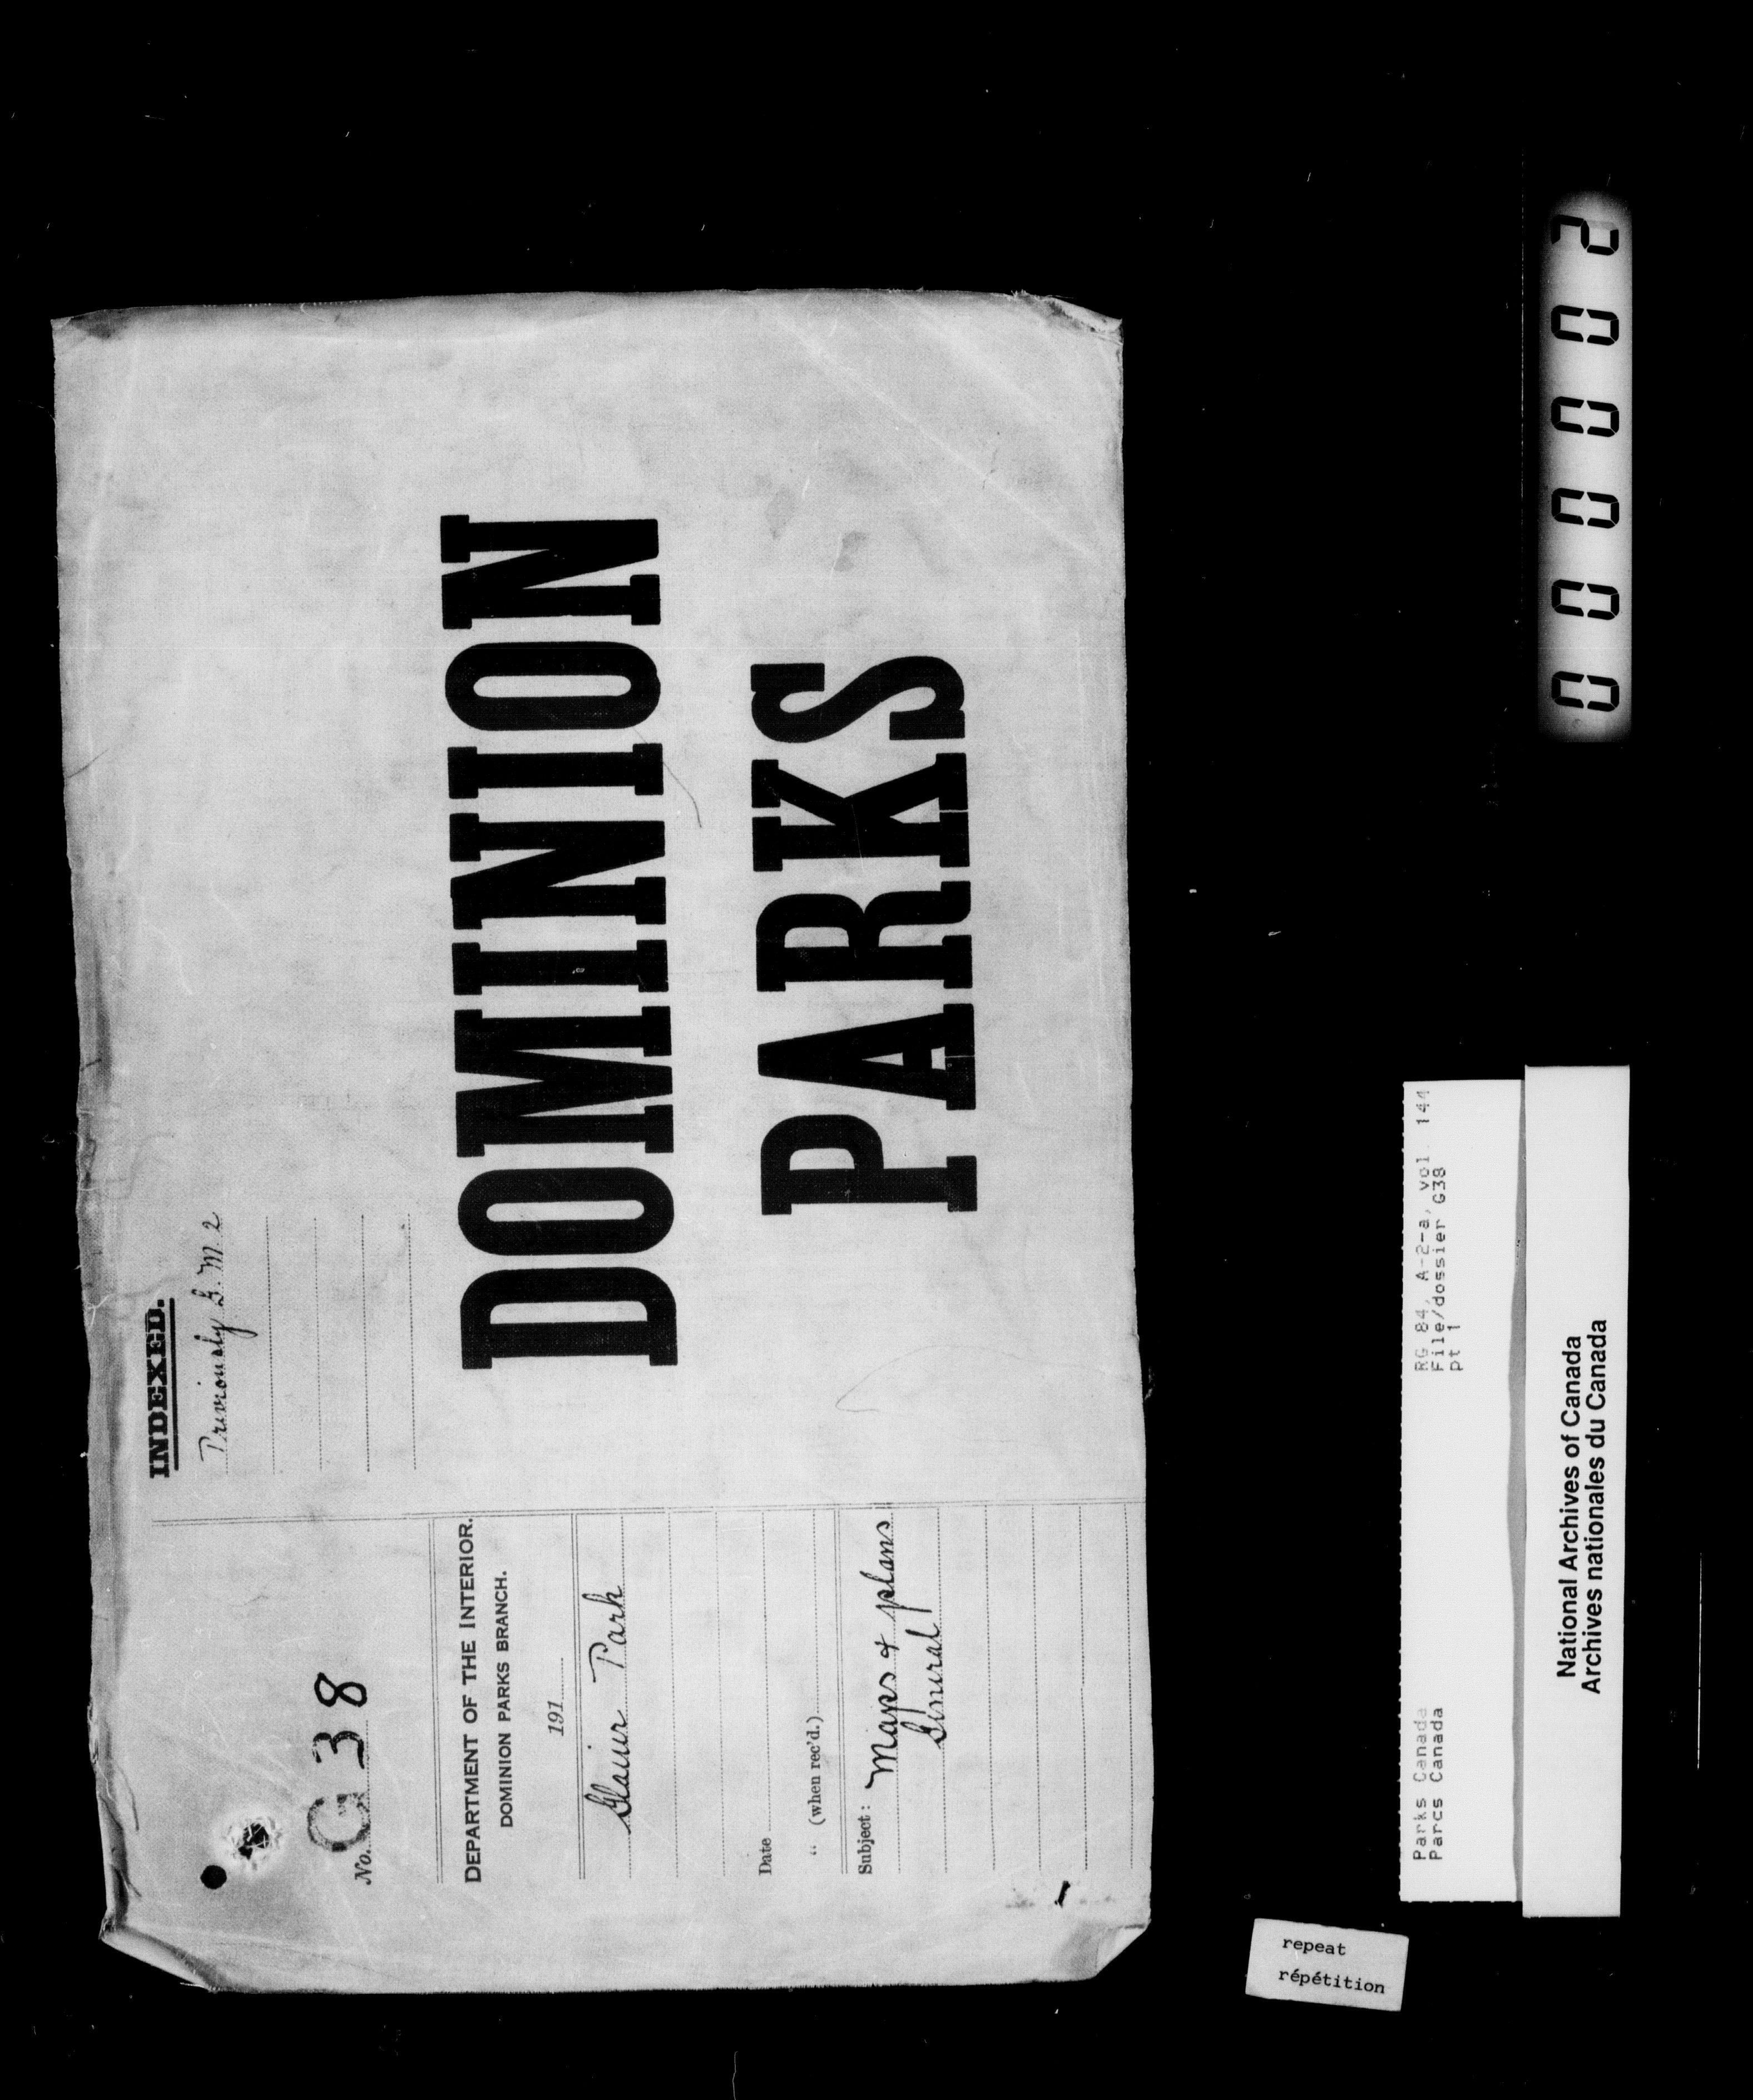 No. G 38
DEPARTMENT OF THE INTERIOR.
DOMINION PARKS BRANCH.
191
Glacier Park
Date
" (when rec'd.)
Subject: Maps & plans
General
INDEXED.
Previously G. M. 2
DOMINION
PARKS
Parks Canada
Parcs Canada
RG 84, A-2-a, vol 144
File/dossier G38
pt 1
National Archives of Canada
Archives nationales du Canada
000002
repeat
répétition